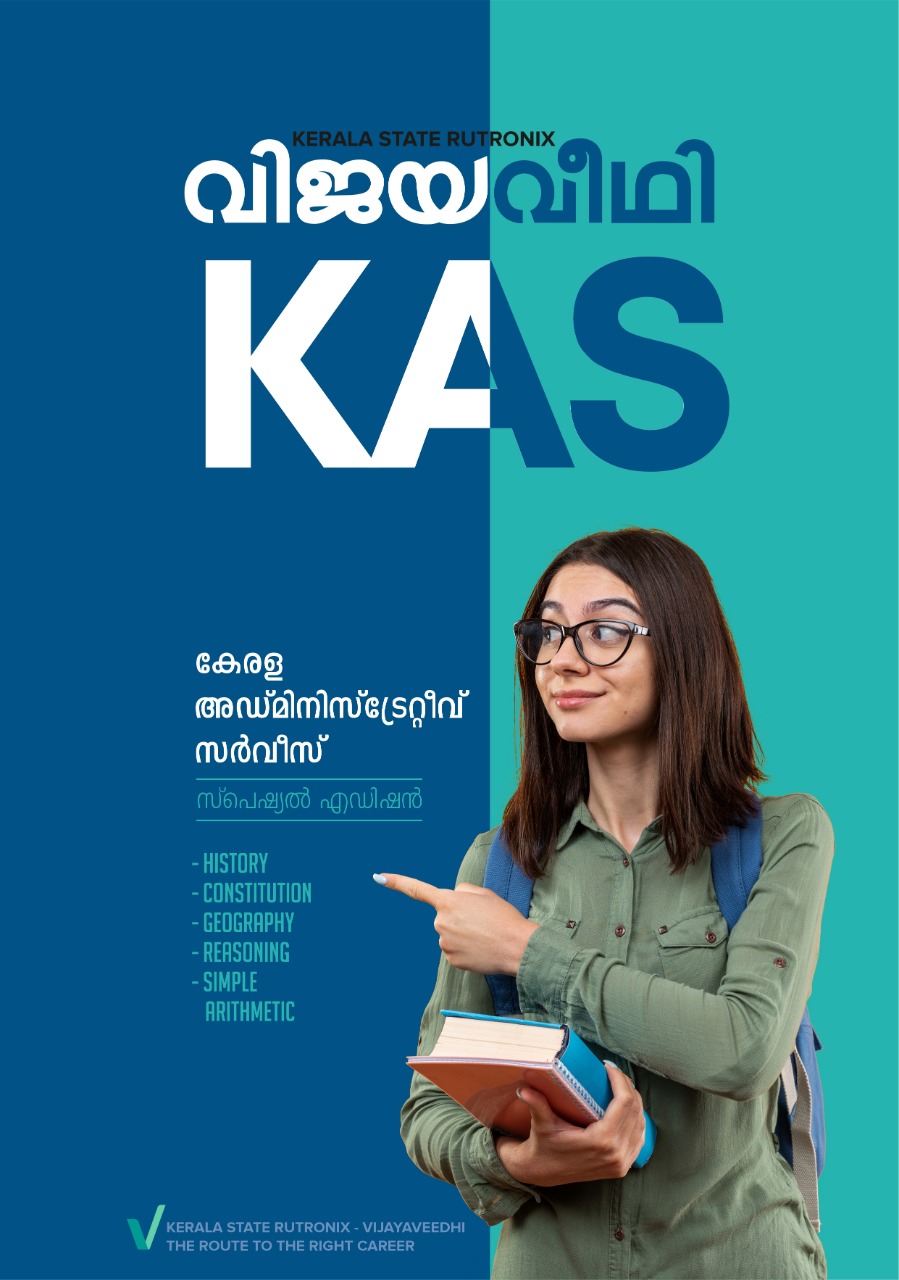 KERALA STATE RUTRONIX
വിജയവീഥി
KAS
കേരള
അഡ്മിനിസ്ട്രേറ്റീവ്
സർവീസ്
സ്പെഷ്യൽ എഡിഷൻ
- HISTORY
- CONSTITUTION
- GEOGRAPHY
- REASONING
- SIMPLE
ARITHMETIC
KERALA STATE RUTRONIX - VIJAYAVEEDHI
THE ROUTE TO THE RIGHT CAREER